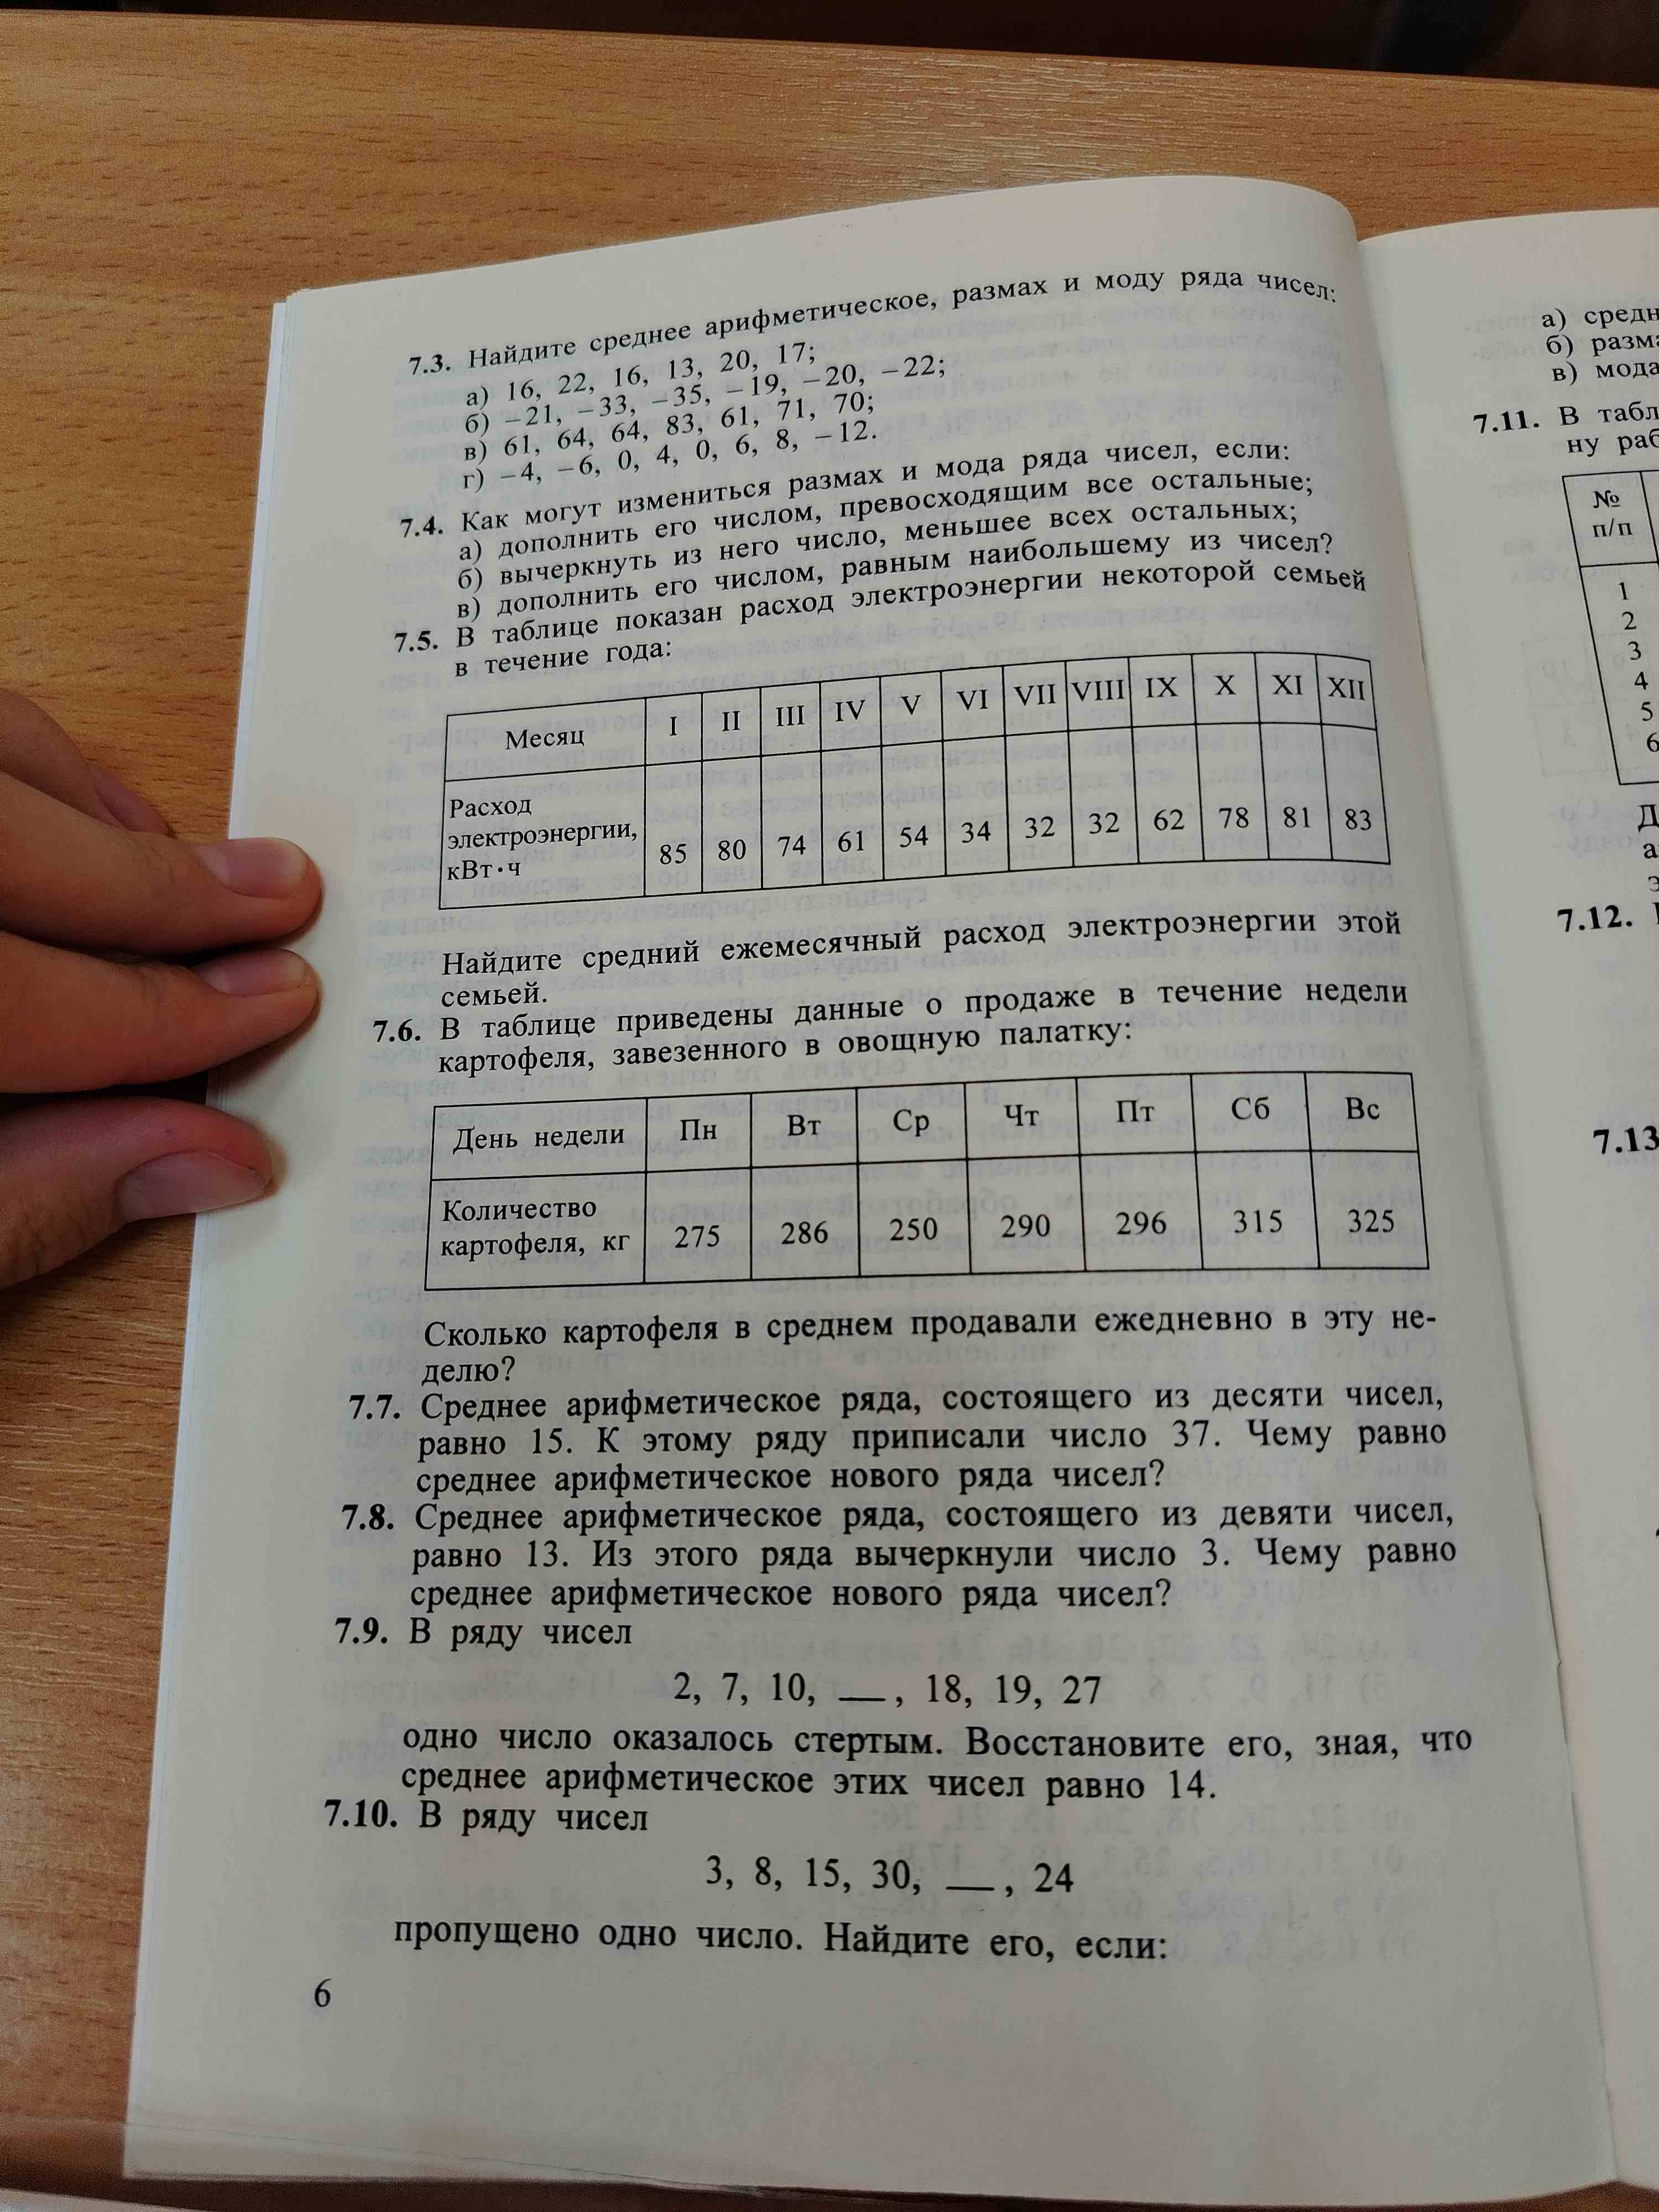 7.3. Найдите среднее арифметическое, размах и моду ряда чисел:
а) 16, 22, 16, 13, 20, 17;
б) −21, −33, −35, −19, −20, −22;
в) 61, 64, 64, 83, 61, 71, 70;
г) −4, −6, 0, 4, 0, 6, 8, −12.
7.4. Как могут измениться размах и мода ряда чисел, если:
а) дополнить его числом, превосходящим все остальные;
б) вычеркнуть из него число, меньшее всех остальных;
в) дополнить его числом, равным наибольшему из чисел?
7.5. В таблице показан расход электроэнергии некоторой семьей
в течение года:
Месяц I II III IV V VI VII VIII IX X XI XII
Расход
электроэнергии,
кВт·ч 85 80 74 61 54 34 32 32 62 78 81 83
Найдите средний ежемесячный расход электроэнергии этой
семьей.
7.6. В таблице приведены данные о продаже в течение недели
картофеля, завезенного в овощную палатку:
День недели Пн Вт Ср Чт Пт Сб Вс
Количество
картофеля, кг 275 286 250 290 296 315 325
Сколько картофеля в среднем продавали ежедневно в эту не-
делю?
7.7. Среднее арифметическое ряда, состоящего из десяти чисел,
равно 15. К этому ряду приписали число 37. Чему равно
среднее арифметическое нового ряда чисел?
7.8. Среднее арифметическое ряда, состоящего из девяти чисел,
равно 13. Из этого ряда вычеркнули число 3. Чему равно
среднее арифметическое нового ряда чисел?
7.9. В ряду чисел
2, 7, 10, __, 18, 19, 27
одно число оказалось стертым. Восстановите его, зная, что
среднее арифметическое этих чисел равно 14.
7.10. В ряду чисел
3, 8, 15, 30, __, 24
пропущено одно число. Найдите его, если:
6
а)
б)
в) мода
7.11. В
ну
№
п/п
1
2
3
4
5
6
7.12.
7.13